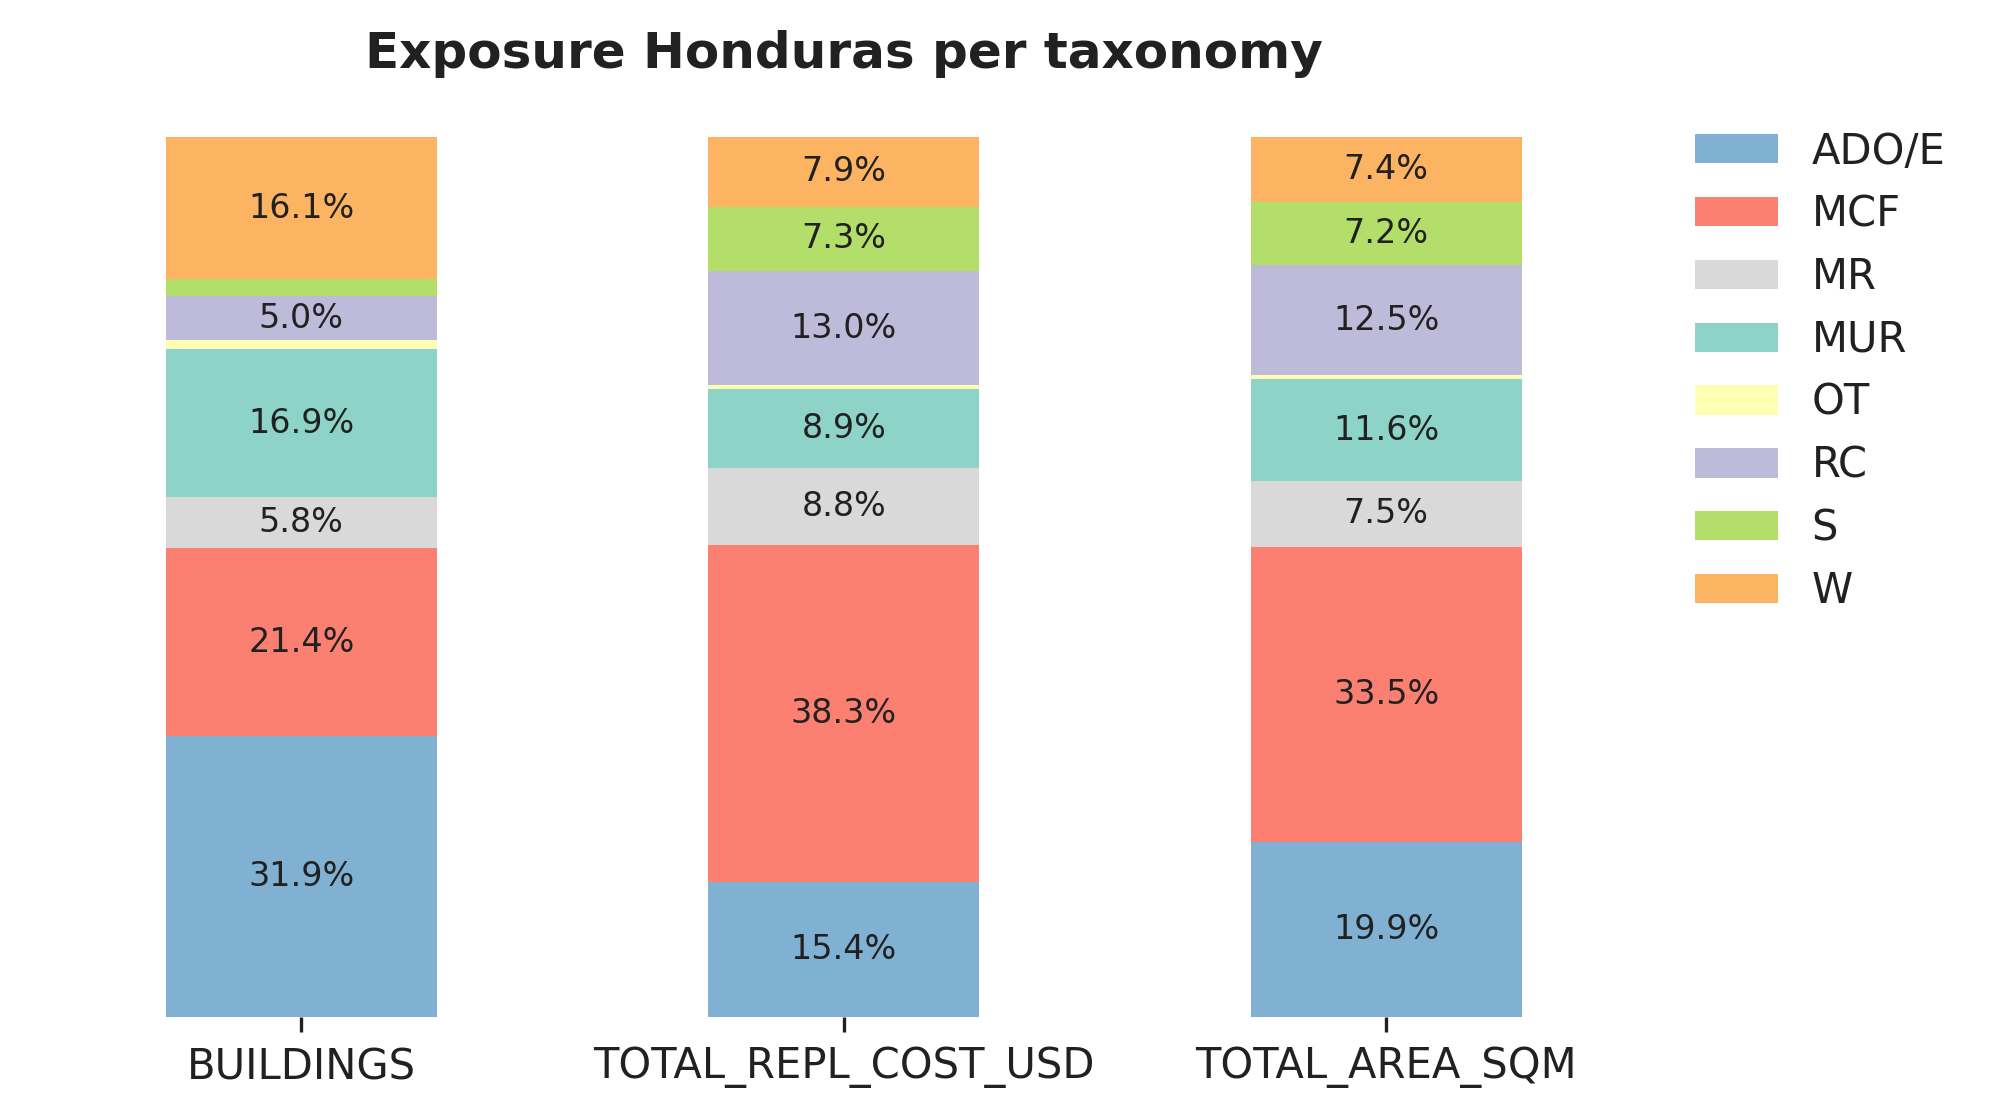 Exposure Honduras per taxonomy
16.1%
5.0%
16.9%
5.8%
21.4%
31.9%
7.9%
7.3%
13.0%
8.9%
8.8%
38.3%
15.4%
7.4%
7.2%
12.5%
11.6%
7.5%
33.5%
19.9%
BUILDINGS
TOTAL_REPL_COST_USD
TOTAL_AREA_SQM
ADO/E
MCF
MR
MUR
OT
RC
S
W